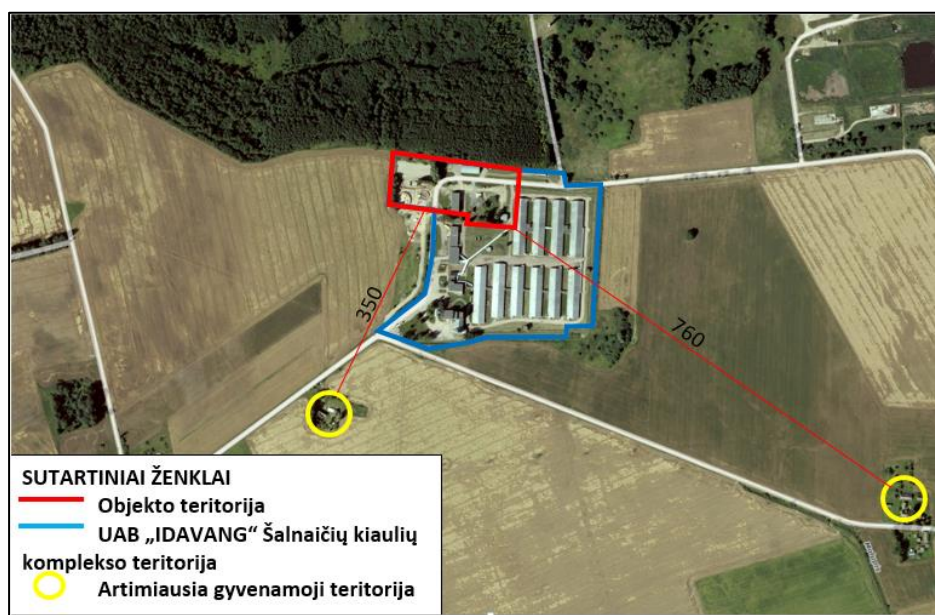 350
760
SUTARTINIAI ŽENKLAI
Objekto teritorija
UAB „IDAVANG“ Šalnaičių kiaulių
komplekso teritorija
Artimiausia gyvenamoji teritorija